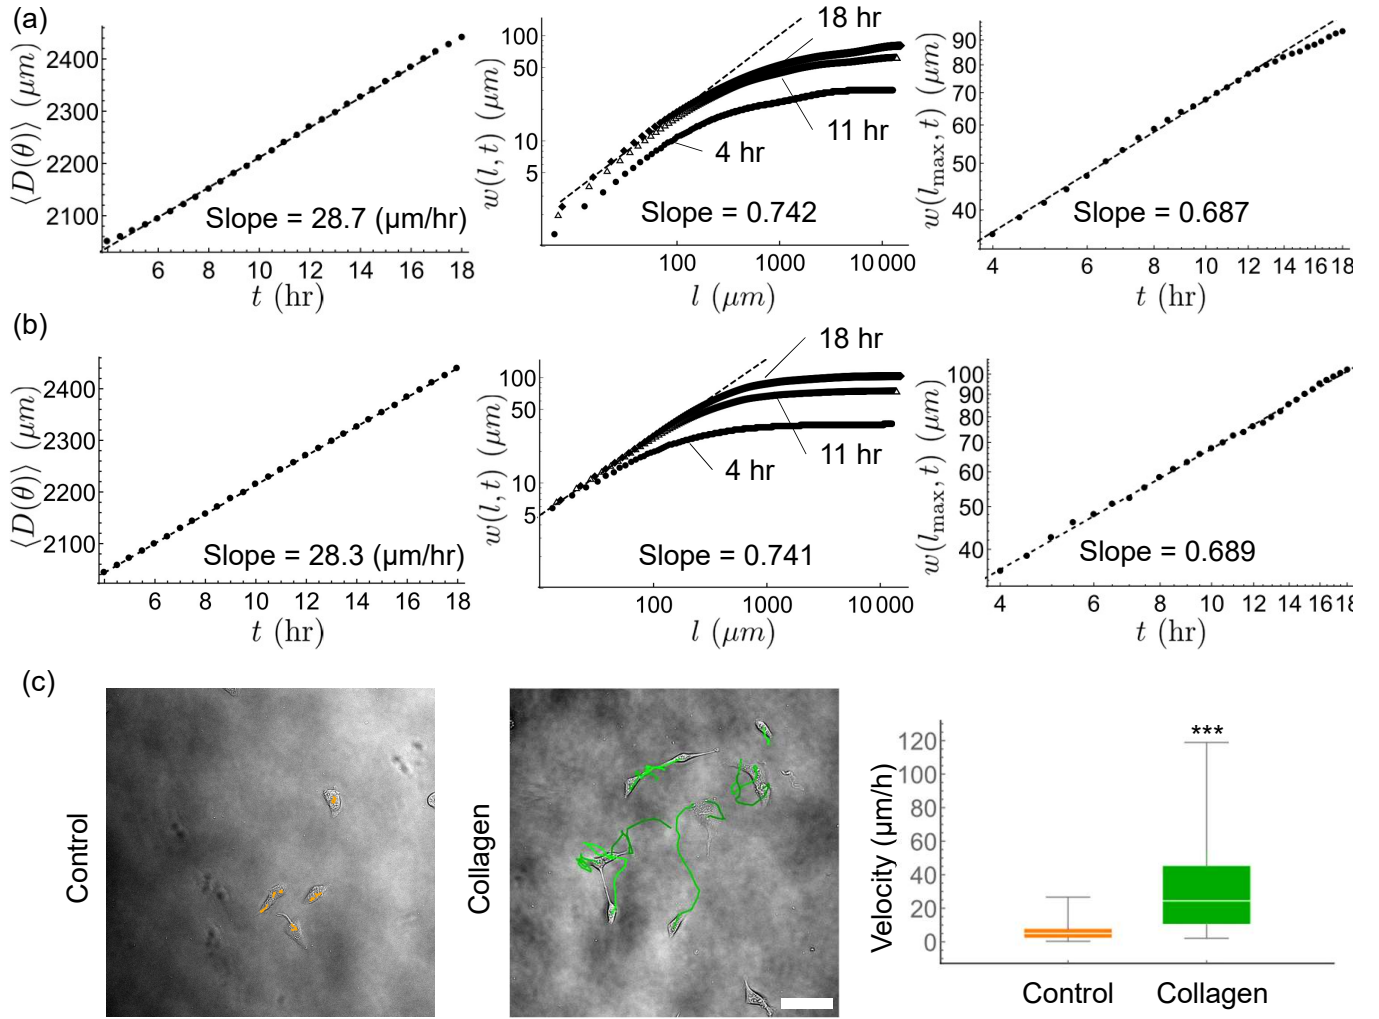 (a)
⟨D(θ)⟩ (μm)
2400
2300
2200
2100
Slope = 28.7 (μm/hr)
6 8 10 12 14 16 18
t (hr)
w(l, t) (μm)
100
50
10
5
18 hr
11 hr
4 hr
Slope = 0.742
100 1000 10000
l (μm)
w(lmax, t) (μm)
90
80
70
60
50
40
Slope = 0.687
4 6 8 10 12 14 16 18
t (hr)
(b)
⟨D(θ)⟩ (μm)
2400
2300
2200
2100
Slope = 28.3 (μm/hr)
6 8 10 12 14 16 18
t (hr)
w(l, t) (μm)
100
50
10
5
18 hr
11 hr
4 hr
Slope = 0.741
100 1000 10000
l (μm)
w(lmax, t) (μm)
100
90
80
70
60
50
40
Slope = 0.689
4 6 8 10 12 14 16 18
t (hr)
(c)
Control
Collagen
Velocity (μm/h)
120
100
80
60
40
20
0
***
Control Collagen